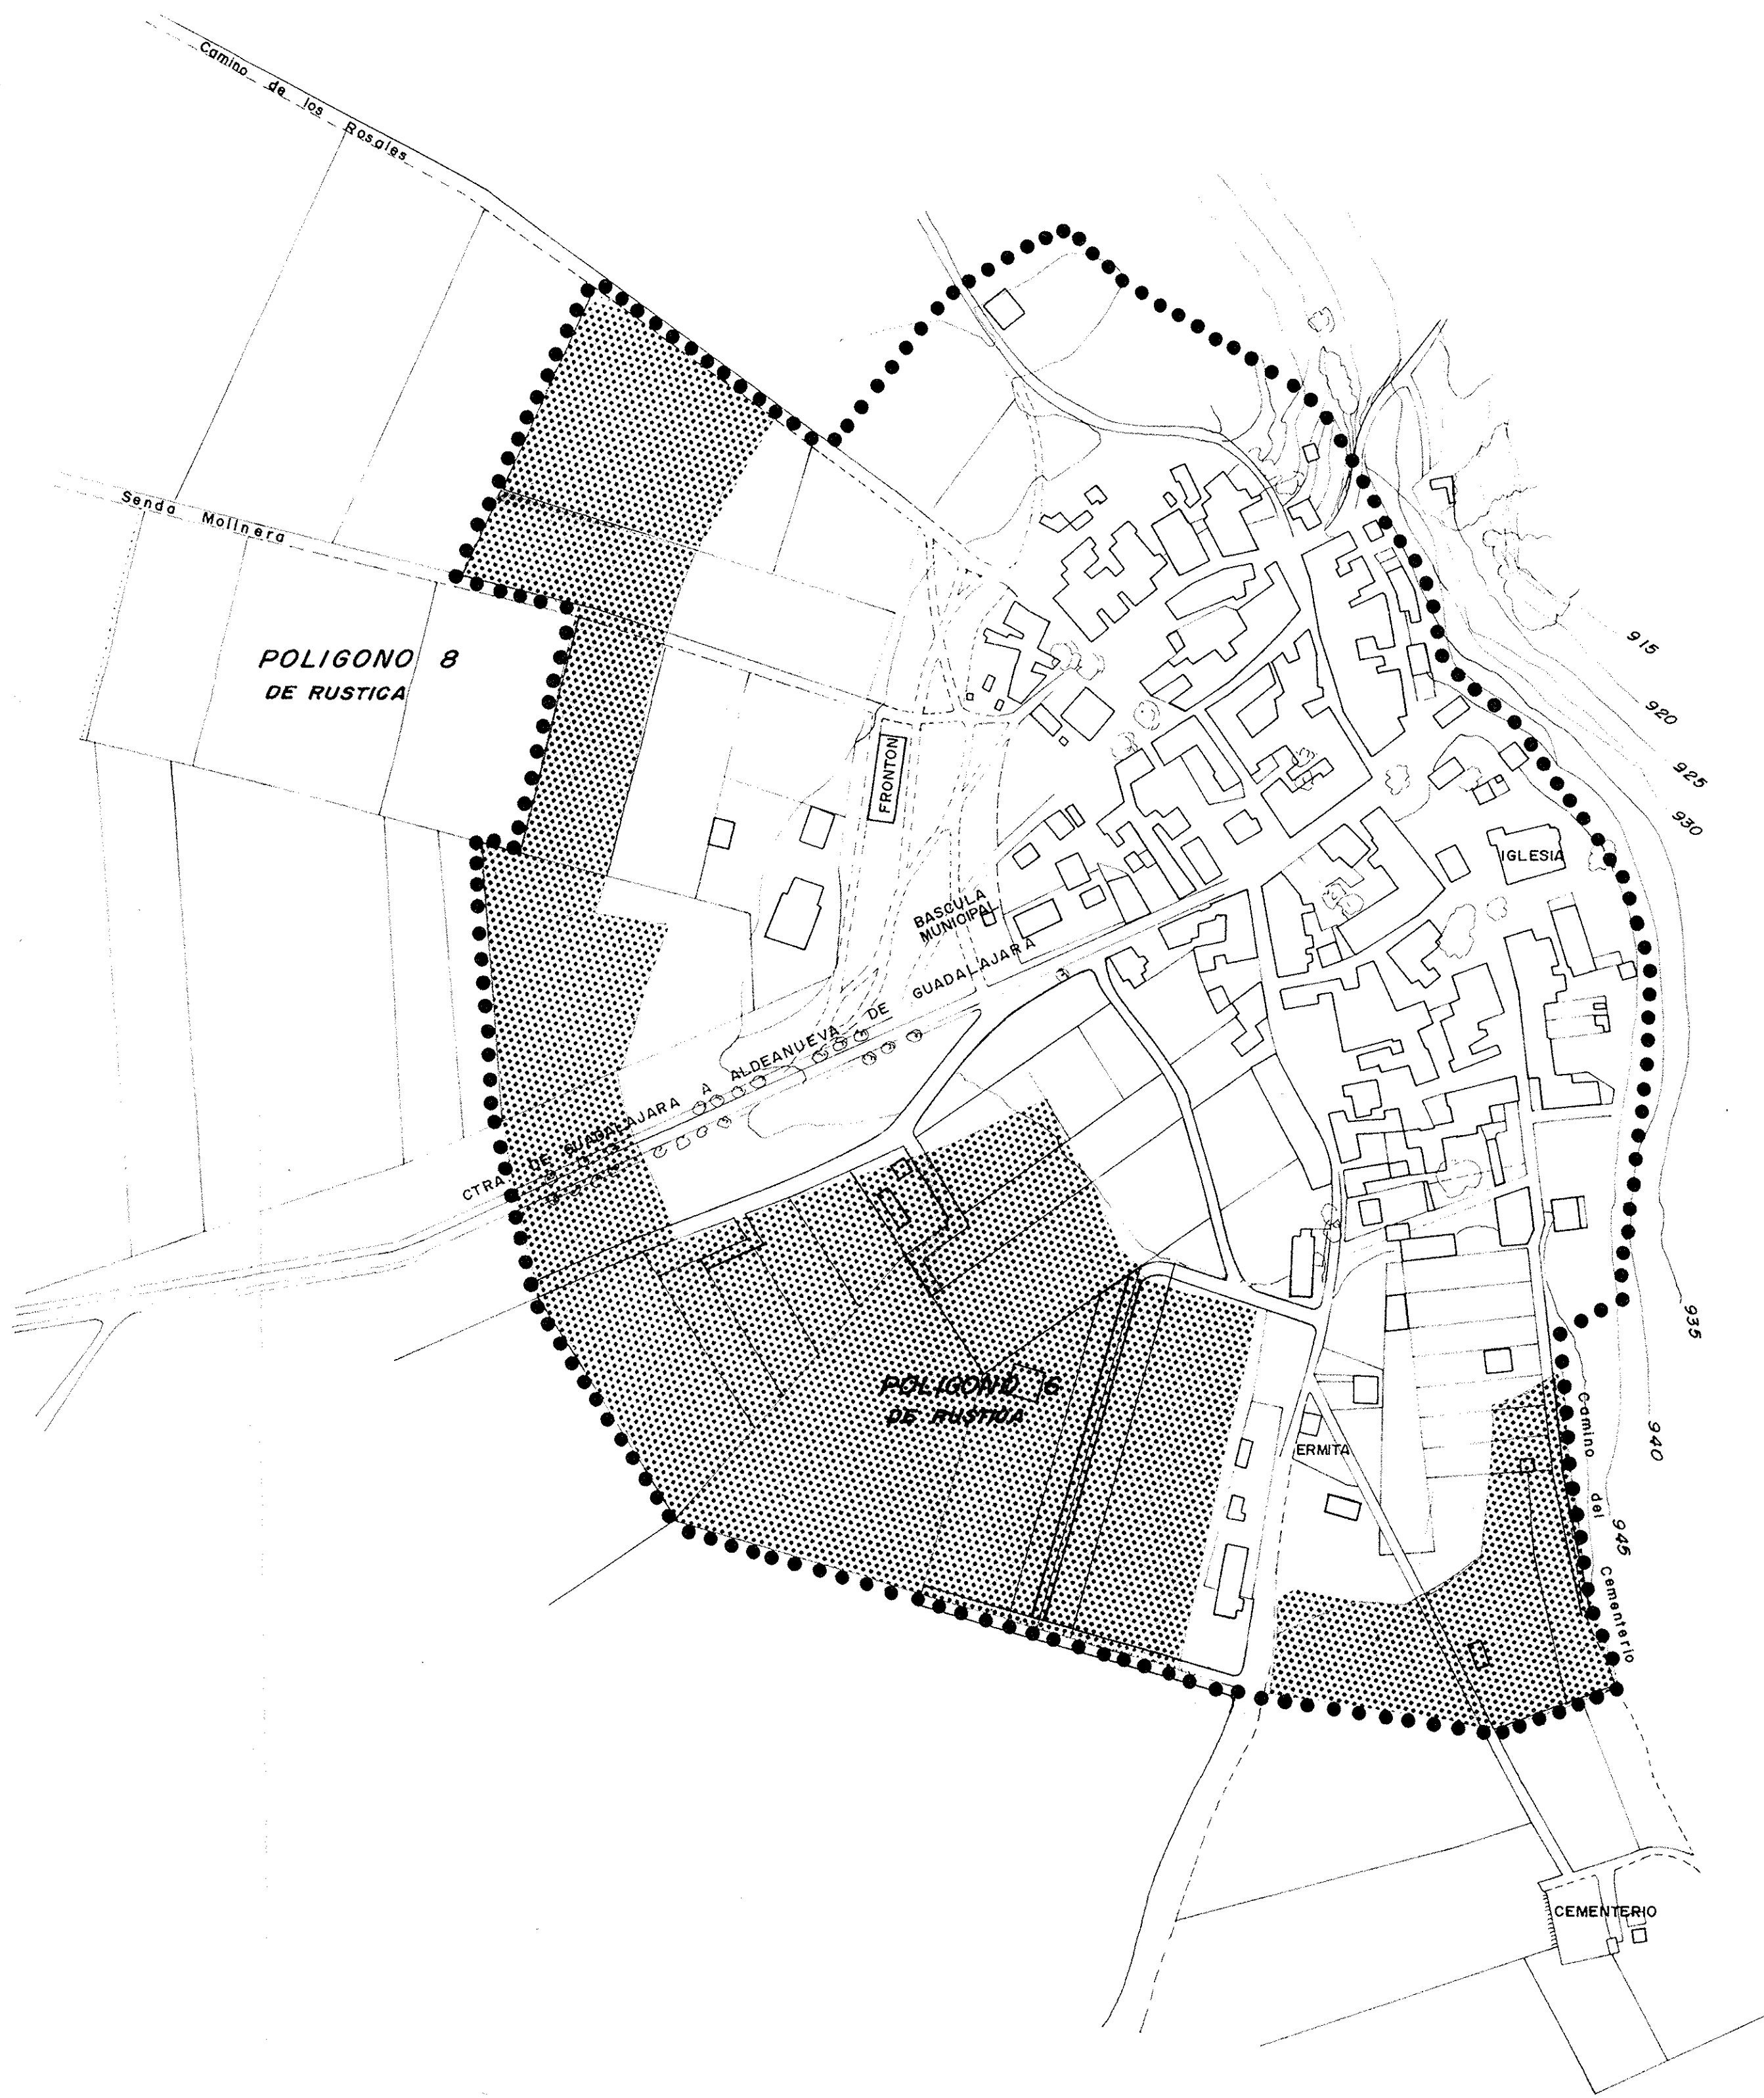 Camino de los Rosales
Senda Molinera
POLIGONO 8
DE RUSTICA
FRONTON
915
920
925
930
IGLESIA
BASCULA
MUNICIPAL
CTRA. DE GUADALAJARA A ALDEANUEVA DE GUADALAJARA
935
POLIGONO 6
DE RUSTICA
ERMITA
940
945
Camino del Cementerio
CEMENTERIO